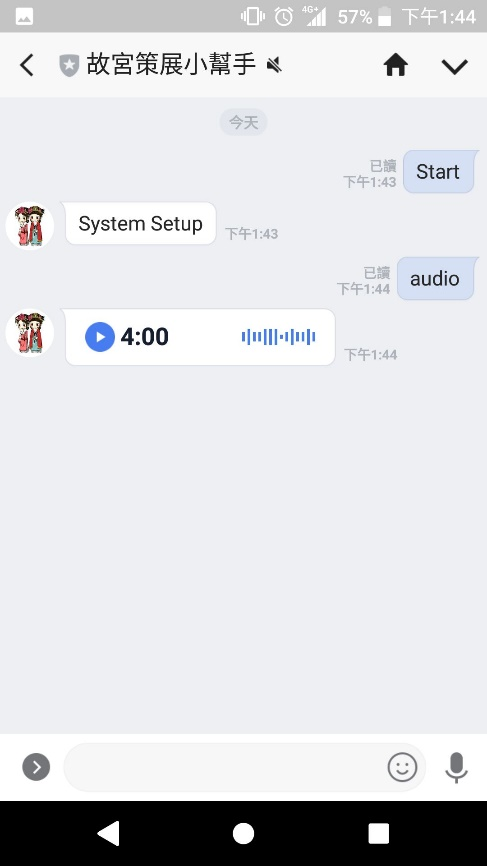 4G+ 57% 下午1:44
故宮策展小幫手
今天
已讀
下午1:43
Start
System Setup
下午1:43
已讀
下午1:44
audio
4:00
下午1:44